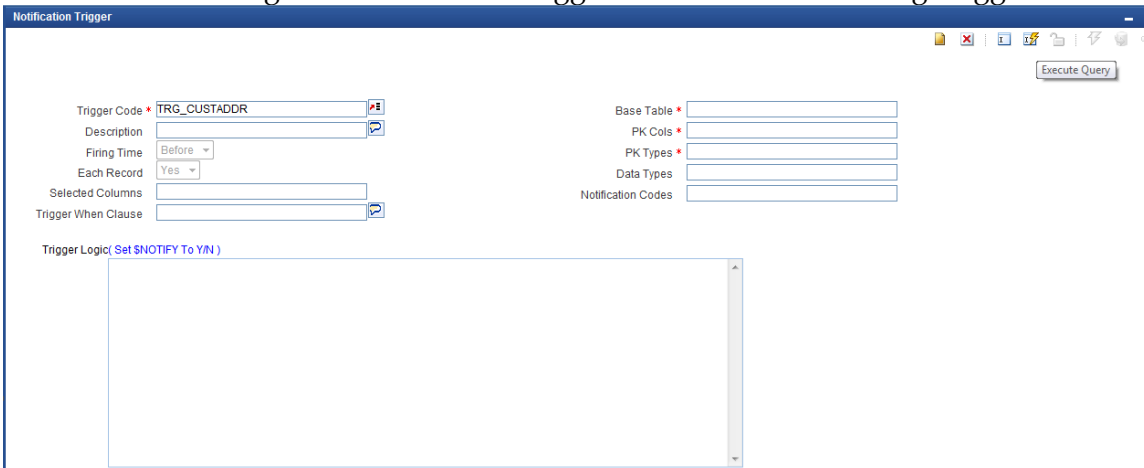 Notification Trigger
Execute Query
Trigger Code * TRG_CUSTADDR Base Table *
Description PK Cols *
Firing Time Before PK Types *
Each Record Yes Data Types
Selected Columns Notification Codes
Trigger When Clause
Trigger Logic( Set $NOTIFY To Y/N )